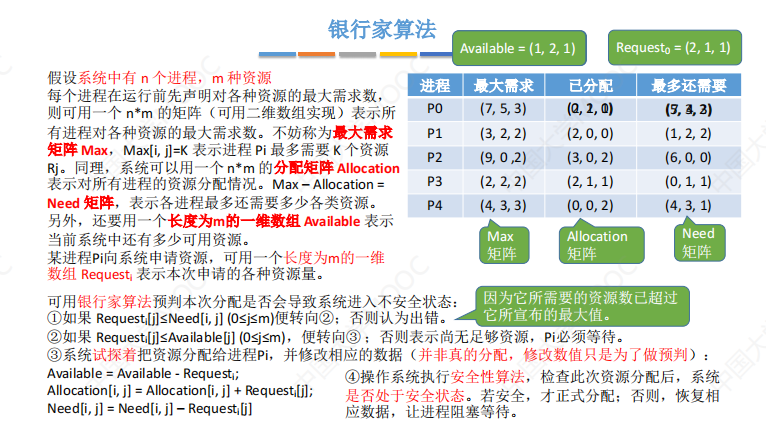 银行家算法
Available = (1, 2, 1)
Request₀ = (2, 1, 1)
假设系统中有 n 个进程，m 种资源
每个进程在运行前先声明对各种资源的最大需求数，
则可用一个 n*m 的矩阵（可用二维数组实现）表示所
有进程对各种资源的最大需求数。不妨称为最大需求
矩阵 Max，Max[i, j]=K 表示进程 Pi 最多需要 K 个资源
Rj。同理，系统可以用一个 n*m 的分配矩阵 Allocation
表示对所有进程的资源分配情况。Max – Allocation =
Need 矩阵，表示各进程最多还需要多少各类资源。
另外，还要用一个长度为m的一维数组 Available 表示
当前系统中还有多少可用资源。
某进程Pi向系统申请资源，可用一个长度为m的一维
数组 Requestᵢ 表示本次申请的各种资源量。
进程 最大需求 已分配 最多还需要
P0 (7, 5, 3)
P1 (3, 2, 2) (2, 0, 0) (1, 2, 2)
P2 (9, 0 ,2) (3, 0, 2) (6, 0, 0)
P3 (2, 2, 2) (2, 1, 1) (0, 1, 1)
P4 (4, 3, 3) (0, 0, 2) (4, 3, 1)
Max
矩阵
Allocation
矩阵
Need
矩阵
可用银行家算法预判本次分配是否会导致系统进入不安全状态：
因为它所需要的资源数已超过
它所宣布的最大值。
①如果 Requestᵢ[j]≤Need[i, j] (0≤j≤m)便转向②；否则认为出错。
②如果 Requestᵢ[j]≤Available[j] (0≤j≤m)，便转向③；否则表示尚无足够资源，Pi必须等待。
③系统试探着把资源分配给进程Pi，并修改相应的数据（并非真的分配，修改数值只是为了做预判）：
Available = Available - Requestᵢ;
Allocation[i, j] = Allocation[i, j] + Requestᵢ[j];
Need[i, j] = Need[i, j] – Requestᵢ[j]
④操作系统执行安全性算法，检查此次资源分配后，系统
是否处于安全状态。若安全，才正式分配；否则，恢复相
应数据，让进程阻塞等待。